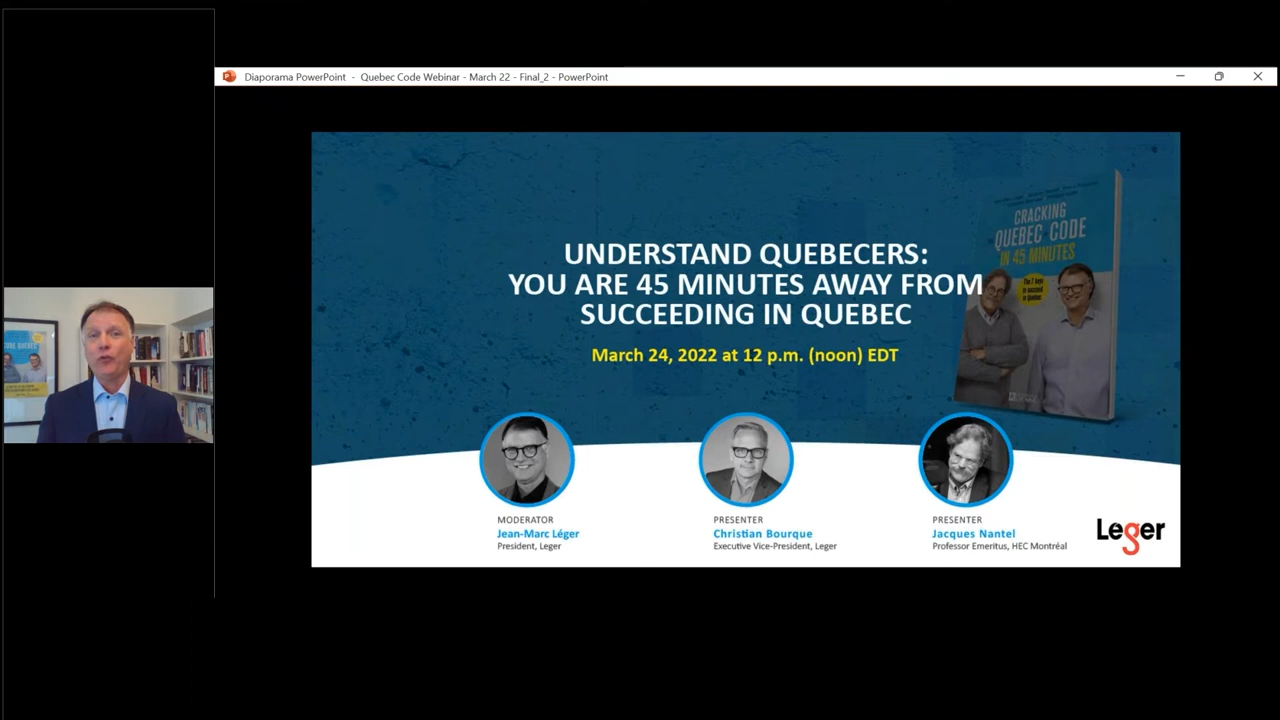 Diaporama PowerPoint - Quebec Code Webinar - March 22 - Final_2 - PowerPoint
CRACKING
QUEBEC CODE
IN 45 MINUTES
The 7 keys
to succeed
in Quebec
UNDERSTAND QUEBECERS:
YOU ARE 45 MINUTES AWAY FROM
SUCCEEDING IN QUEBEC
March 24, 2022 at 12 p.m. (noon) EDT
MODERATOR
Jean-Marc Léger
President, Leger
PRESENTER
Christian Bourque
Executive Vice-President, Leger
PRESENTER
Jacques Nantel
Professor Emeritus, HEC Montréal
Leger